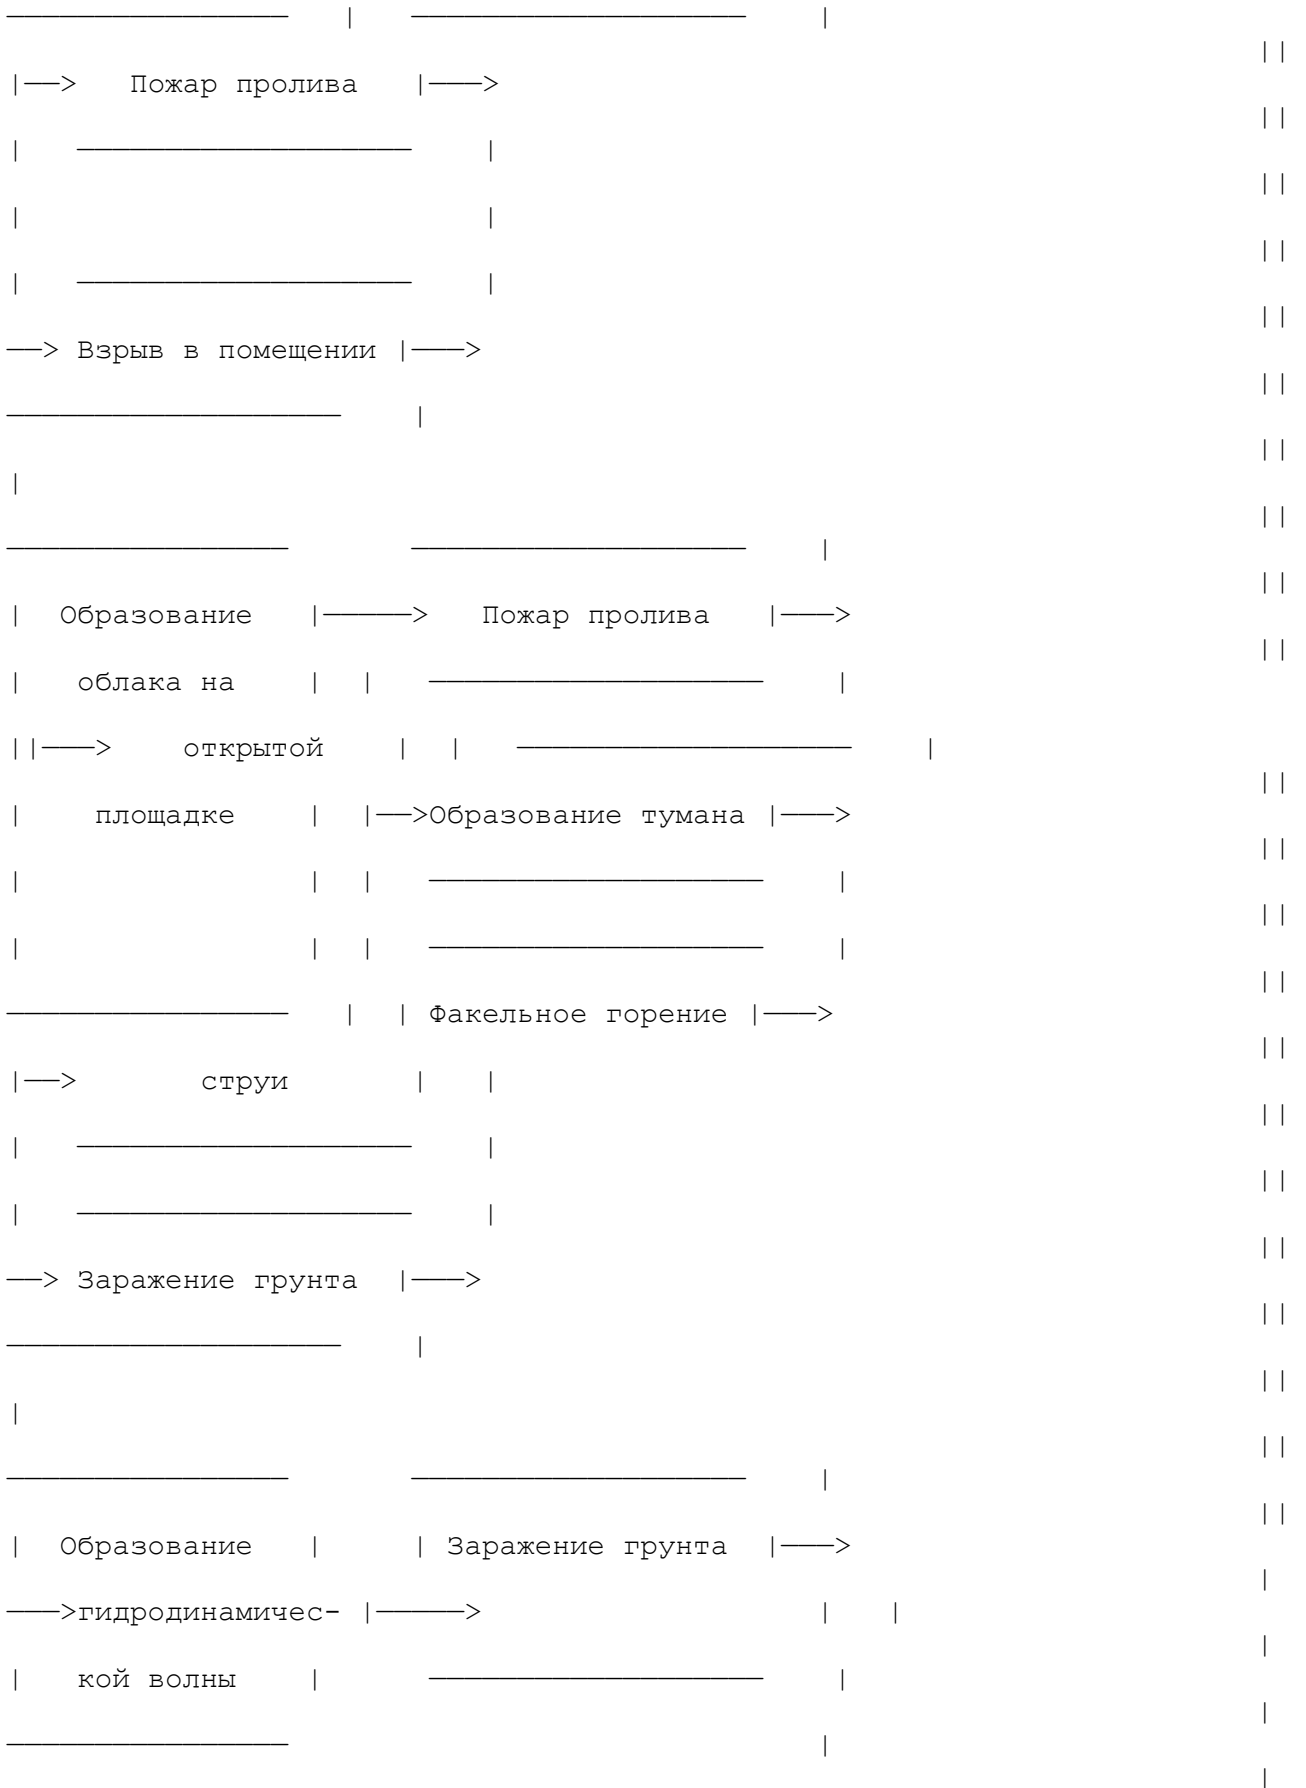 Пожар пролива
Взрыв в помещении
Образование Пожар пролива
облака на
открытой
площадке Образование тумана
Факельное горение
струи
Заражение грунта
Образование Заражение грунта
гидродинамичес-
кой волны